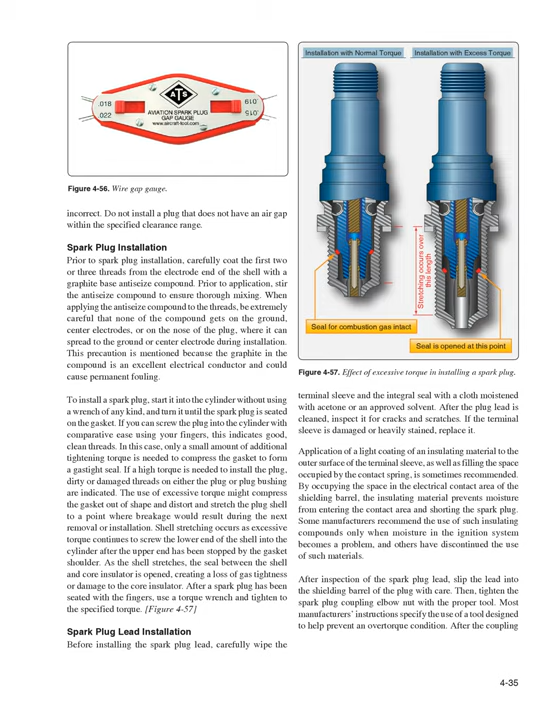 ATS
AVIATION SPARK PLUG
GAP GAUGE
www.aircraft-tool.com
.018
.022
.019
.015
Figure 4-56. Wire gap gauge.
incorrect. Do not install a plug that does not have an air gap
within the specified clearance range.
Spark Plug Installation
Prior to spark plug installation, carefully coat the first two
or three threads from the electrode end of the shell with a
graphite base antiseize compound. Prior to application, stir
the antiseize compound to ensure thorough mixing. When
applying the antiseize compound to the threads, be extremely
careful that none of the compound gets on the ground,
center electrodes, or on the nose of the plug, where it can
spread to the ground or center electrode during installation.
This precaution is mentioned because the graphite in the
compound is an excellent electrical conductor and could
cause permanent fouling.
To install a spark plug, start it into the cylinder without using
a wrench of any kind, and turn it until the spark plug is seated
on the gasket. If you can screw the plug into the cylinder with
comparative ease using your fingers, this indicates good,
clean threads. In this case, only a small amount of additional
tightening torque is needed to compress the gasket to form
a gastight seal. If a high torque is needed to install the plug,
dirty or damaged threads on either the plug or plug bushing
are indicated. The use of excessive torque might compress
the gasket out of shape and distort and stretch the plug shell
to a point where breakage would result during the next
removal or installation. Shell stretching occurs as excessive
torque continues to screw the lower end of the shell into the
cylinder after the upper end has been stopped by the gasket
shoulder. As the shell stretches, the seal between the shell
and core insulator is opened, creating a loss of gas tightness
or damage to the core insulator. After a spark plug has been
seated with the fingers, use a torque wrench and tighten to
the specified torque. [Figure 4-57]
Spark Plug Lead Installation
Before installing the spark plug lead, carefully wipe the
Installation with Normal Torque
Installation with Excess Torque
Stretching occurs over
this length
Seal for combustion gas intact
Seal is opened at this point
Figure 4-57. Effect of excessive torque in installing a spark plug.
terminal sleeve and the integral seal with a cloth moistened
with acetone or an approved solvent. After the plug lead is
cleaned, inspect it for cracks and scratches. If the terminal
sleeve is damaged or heavily stained, replace it.
Application of a light coating of an insulating material to the
outer surface of the terminal sleeve, as well as filling the space
occupied by the contact spring, is sometimes recommended.
By occupying the space in the electrical contact area of the
shielding barrel, the insulating material prevents moisture
from entering the contact area and shorting the spark plug.
Some manufacturers recommend the use of such insulating
compounds only when moisture in the ignition system
becomes a problem, and others have discontinued the use
of such materials.
After inspection of the spark plug lead, slip the lead into
the shielding barrel of the plug with care. Then, tighten the
spark plug coupling elbow nut with the proper tool. Most
manufacturers' instructions specify the use of a tool designed
to help prevent an overtorque condition. After the coupling
4-35